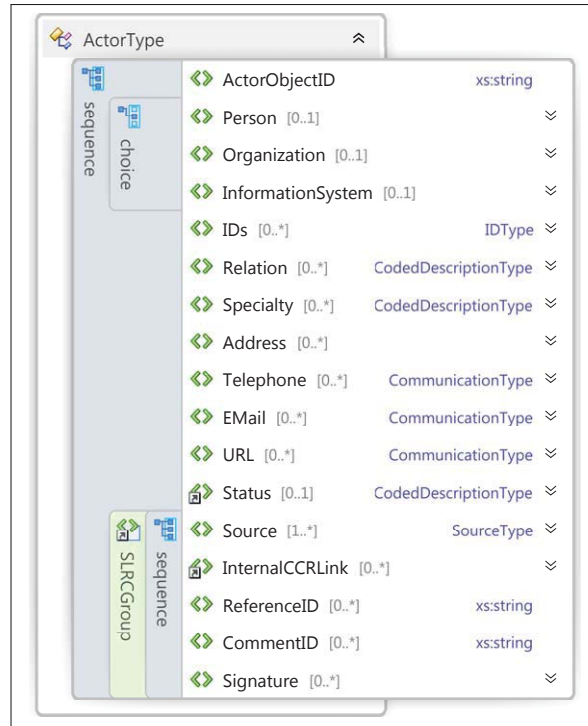 ActorType
sequence
choice
ActorObjectID xs:string
Person [0..1]
Organization [0..1]
InformationSystem [0..1]
IDs [0..*] IDType
Relation [0..*] CodedDescriptionType
Specialty [0..*] CodedDescriptionType
Address [0..*]
Telephone [0..*] CommunicationType
EMail [0..*] CommunicationType
URL [0..*] CommunicationType
Status [0..1] CodedDescriptionType
SLRCGroup
sequence
Source [1..*] SourceType
InternalCCRLink [0..*]
ReferenceID [0..*] xs:string
CommentID [0..*] xs:string
Signature [0..*]